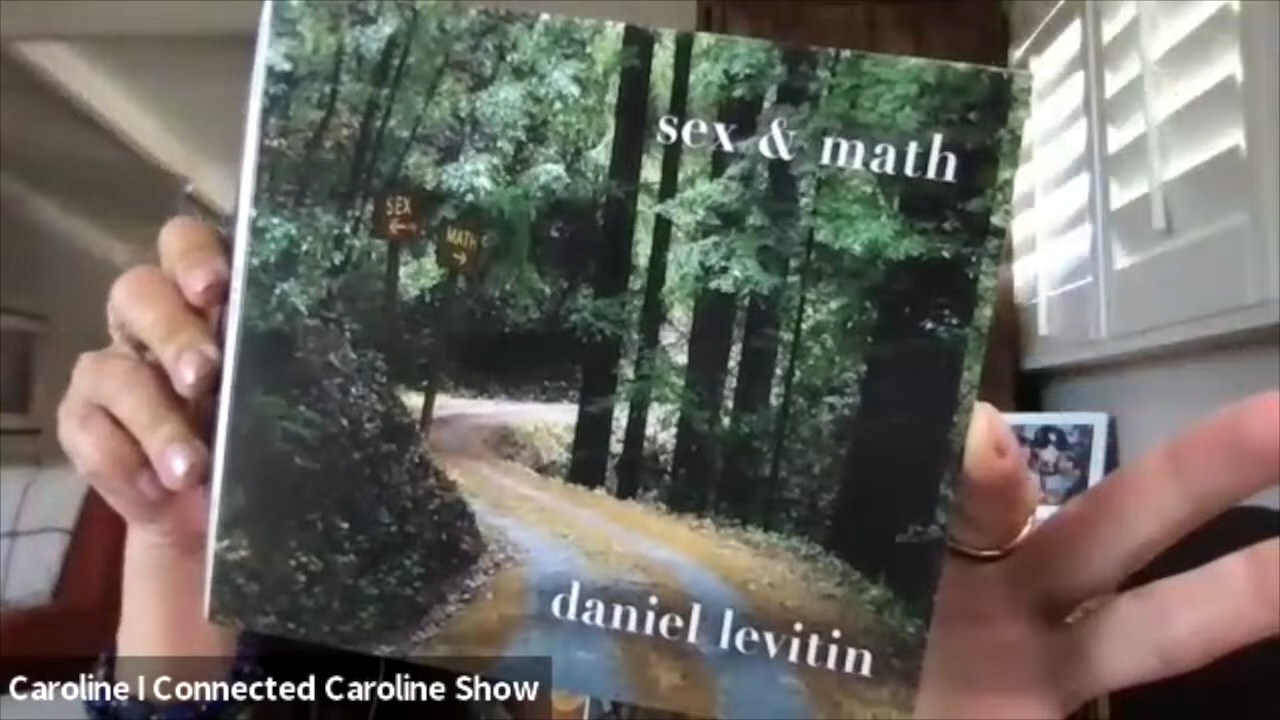 sex & math
SEX
MATH
daniel levitin
Caroline I Connected Caroline Show